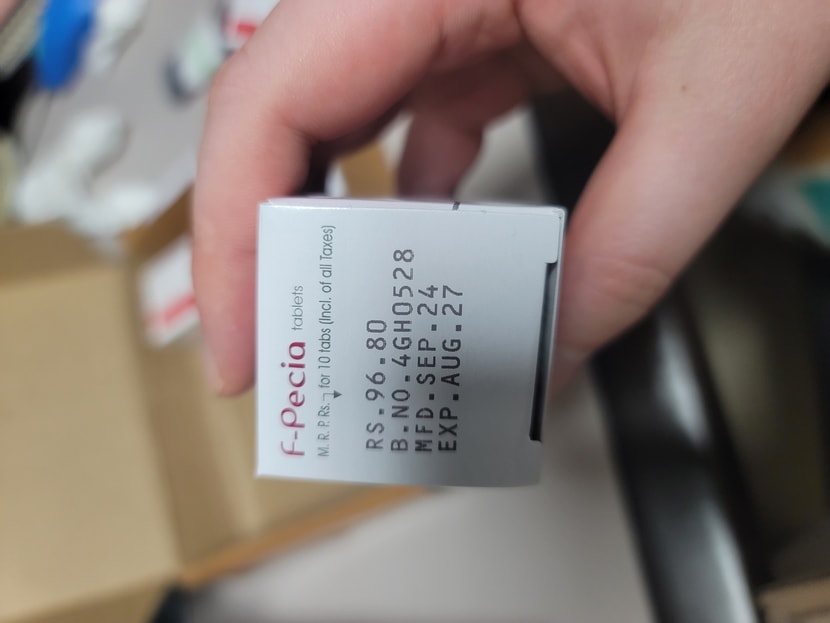 F-Pecia tablets
M. R. P. Rs. for 10 tabs (Incl. of all Taxes)
RS.96.80
B.NO.4GH0528
MFD.SEP.24
EXP.AUG.27